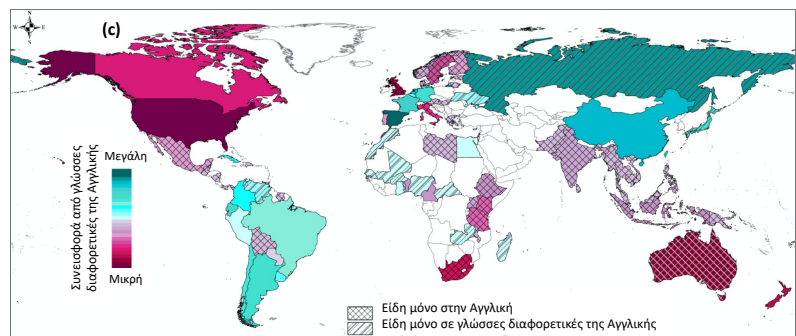 N
W E
S
(c)
Συνεισφορά από γλώσσες
διαφορετικές της Αγγλικής
Μεγάλη
Μικρή
Είδη μόνο στην Αγγλική
Είδη μόνο σε γλώσσες διαφορετικές της Αγγλικής